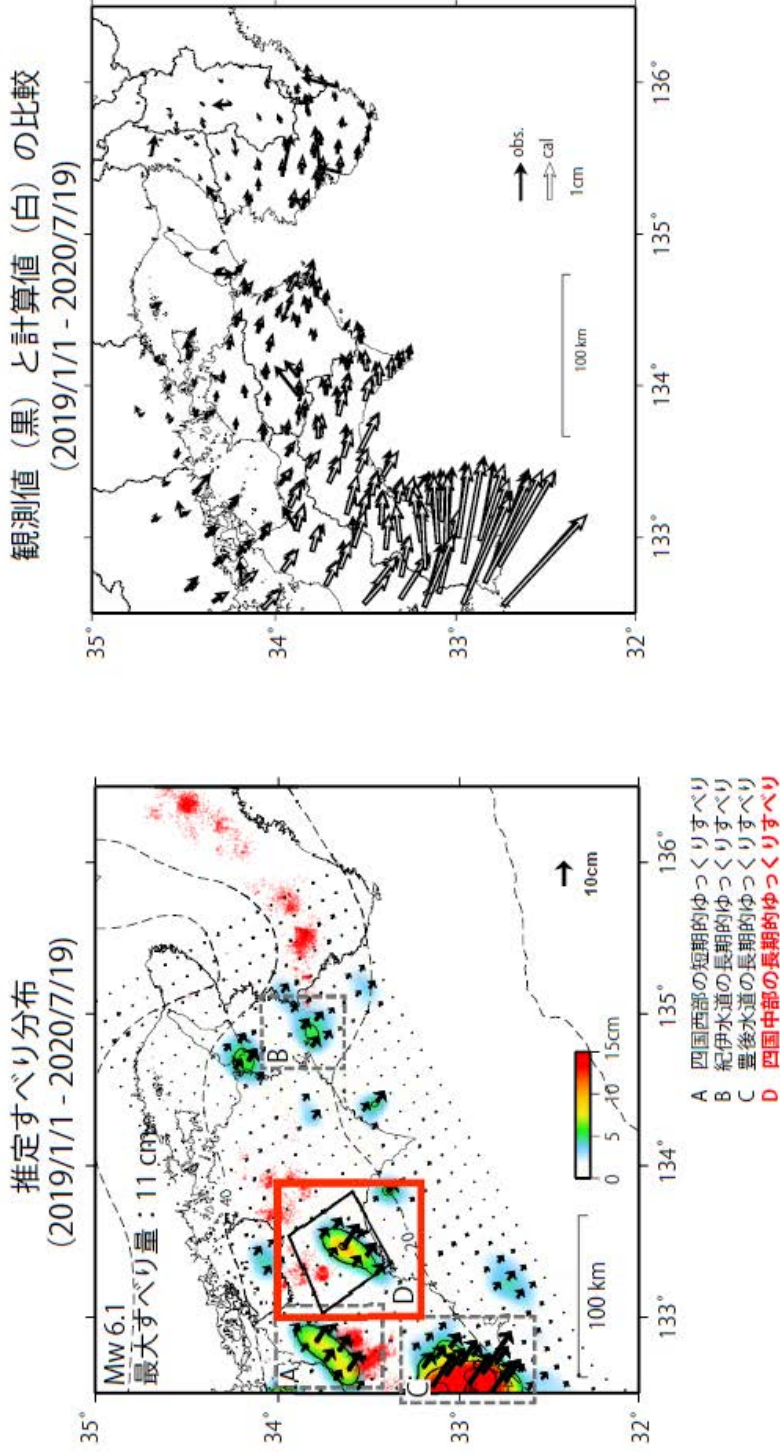 推定すべり分布
(2019/1/1 - 2020/7/19)
Mw 6.1
最大すべり量：11 cm
35°
34°
33°
32°
133°
134°
135°
136°
40
20
A
B
C
D
100 km
0 5 10 15cm
10cm
A 四国西部の短期的ゆっくりすべり
B 紀伊水道の長期的ゆっくりすべり
C 豊後水道の長期的ゆっくりすべり
D 四国中部の長期的ゆっくりすべり
観測値（黒）と計算値（白）の比較
(2019/1/1 - 2020/7/19)
35°
34°
33°
32°
133°
134°
135°
136°
100 km
obs.
cal
1cm